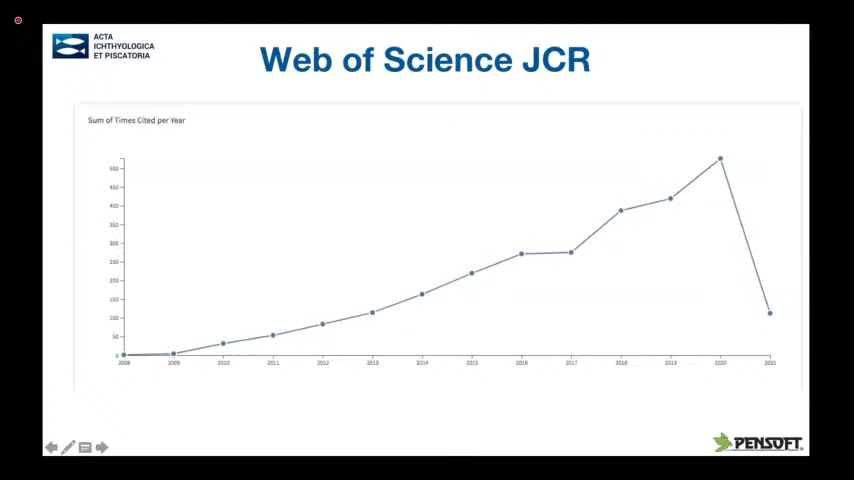 ACTA
ICHTHYOLOGICA
ET PISCATORIA
Web of Science JCR
Sum of Times Cited per Year
500
450
400
350
300
250
200
150
100
50
0
2008 2009 2010 2011 2012 2013 2014 2015 2016 2017 2018 2019 2020 2021
PENSOFT.